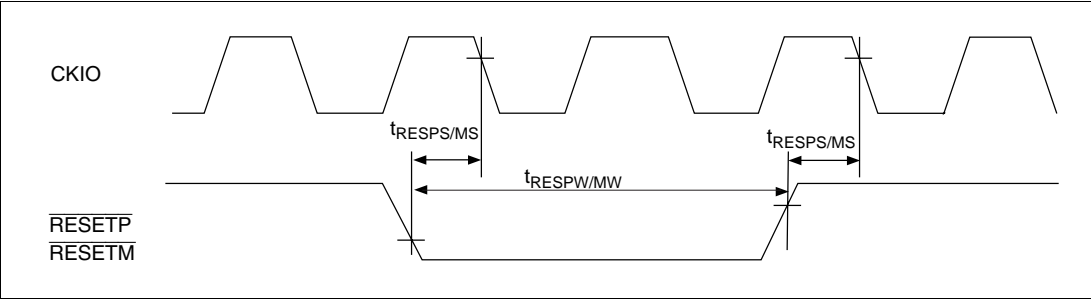 CKIO
tRESPS/MS
tRESPS/MS
tRESPW/MW
RESETP
RESETM